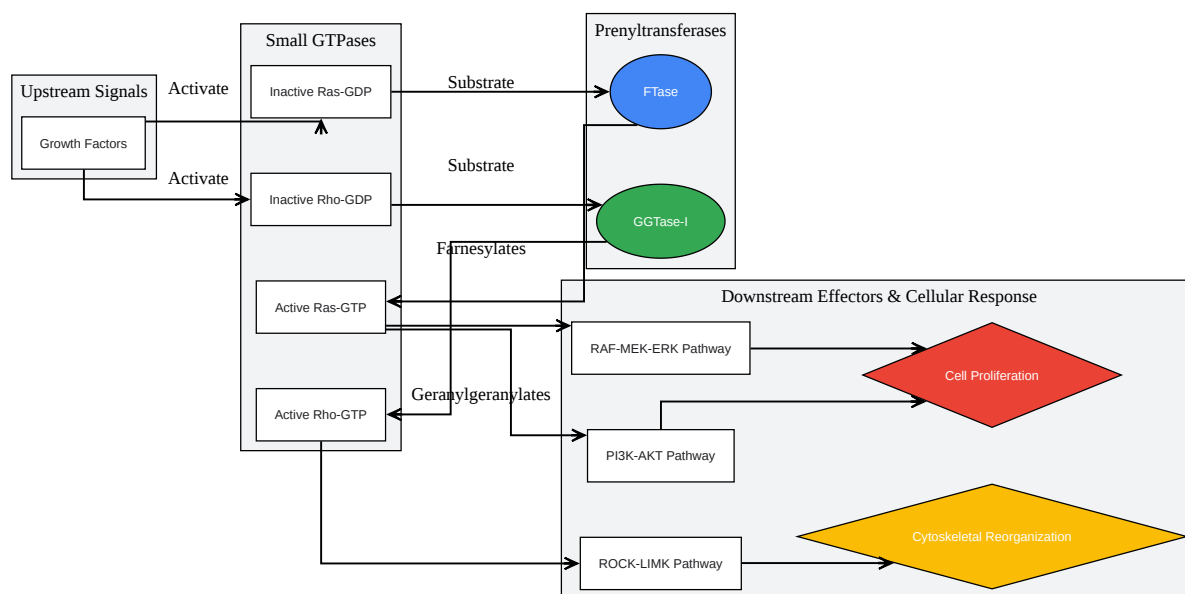 Small GTPases
Prenyltransferases
Upstream Signals
Activate
Inactive Ras-GDP
Substrate
FTase
Growth Factors
Activate
Inactive Rho-GDP
Substrate
GGTase-I
Farnesylates
Active Ras-GTP
Downstream Effectors & Cellular Response
RAF-MEK-ERK Pathway
Cell Proliferation
Geranylgeranylates
Active Rho-GTP
PI3K-AKT Pathway
Cytoskeletal Reorganization
ROCK-LIMK Pathway